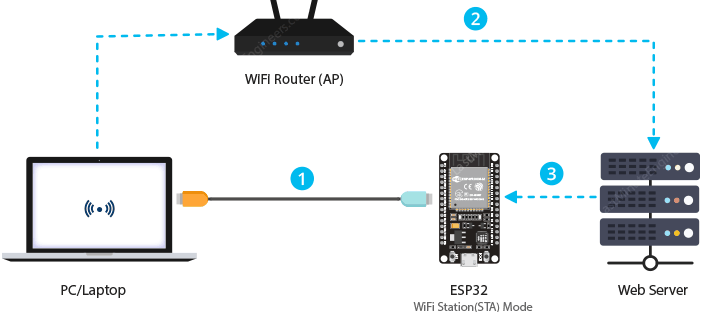 2
WIFI Router (AP)
1
3
PC/Laptop
ESP32
WiFi Station(STA) Mode
Web Server